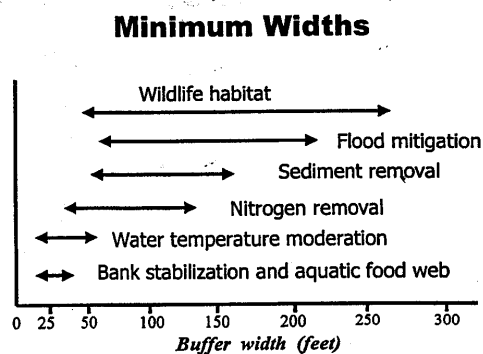 Minimum Widths
Wildlife habitat
Flood mitigation
Sediment removal
Nitrogen removal
Water temperature moderation
Bank stabilization and aquatic food web
0 25 50 100 150 200 250 300
Buffer width (feet)